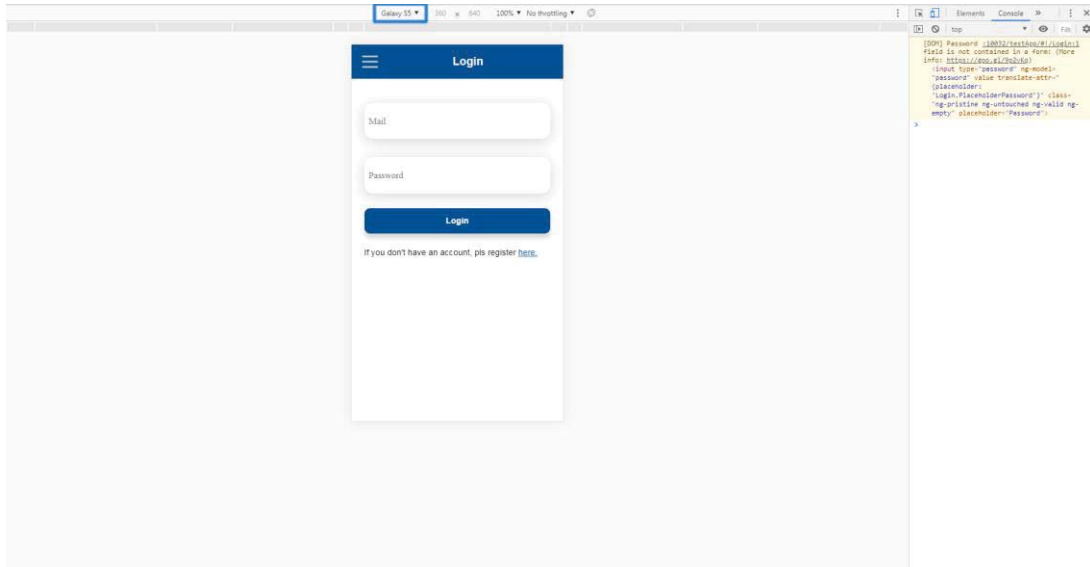 Galaxy S5 ▼ 360 x 640 100% ▼ No throttling ▼
Elements Console »
top ▼
Login
Mail
Password
Login
If you don't have an account, pls register here.
[DOM] Password :10032/testApp/#!/Login:1
field is not contained in a form: (More
info: https://goo.gl/9p2vKq)
<input type="password" ng-model=
"password" value translate-attr="
{placeholder:
'Login.PlaceholderPassword'}" class=
"ng-pristine ng-untouched ng-valid ng-
empty" placeholder="Password">